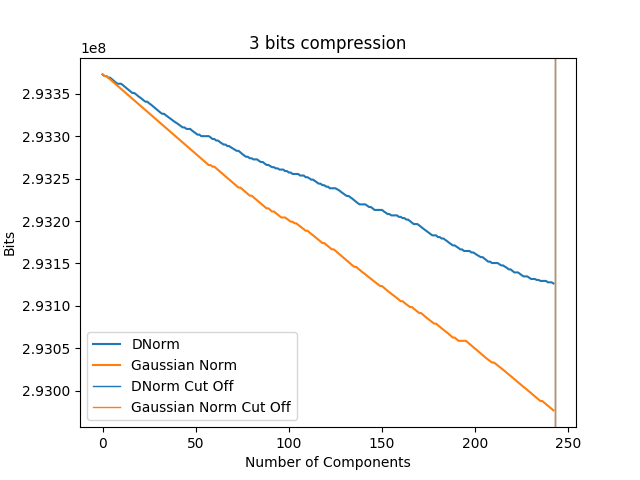 3 bits compression
1e8
2.9335
2.9330
2.9325
2.9320
2.9315
2.9310
2.9305
2.9300
Bits
DNorm
Gaussian Norm
DNorm Cut Off
Gaussian Norm Cut Off
0 50 100 150 200 250
Number of Components